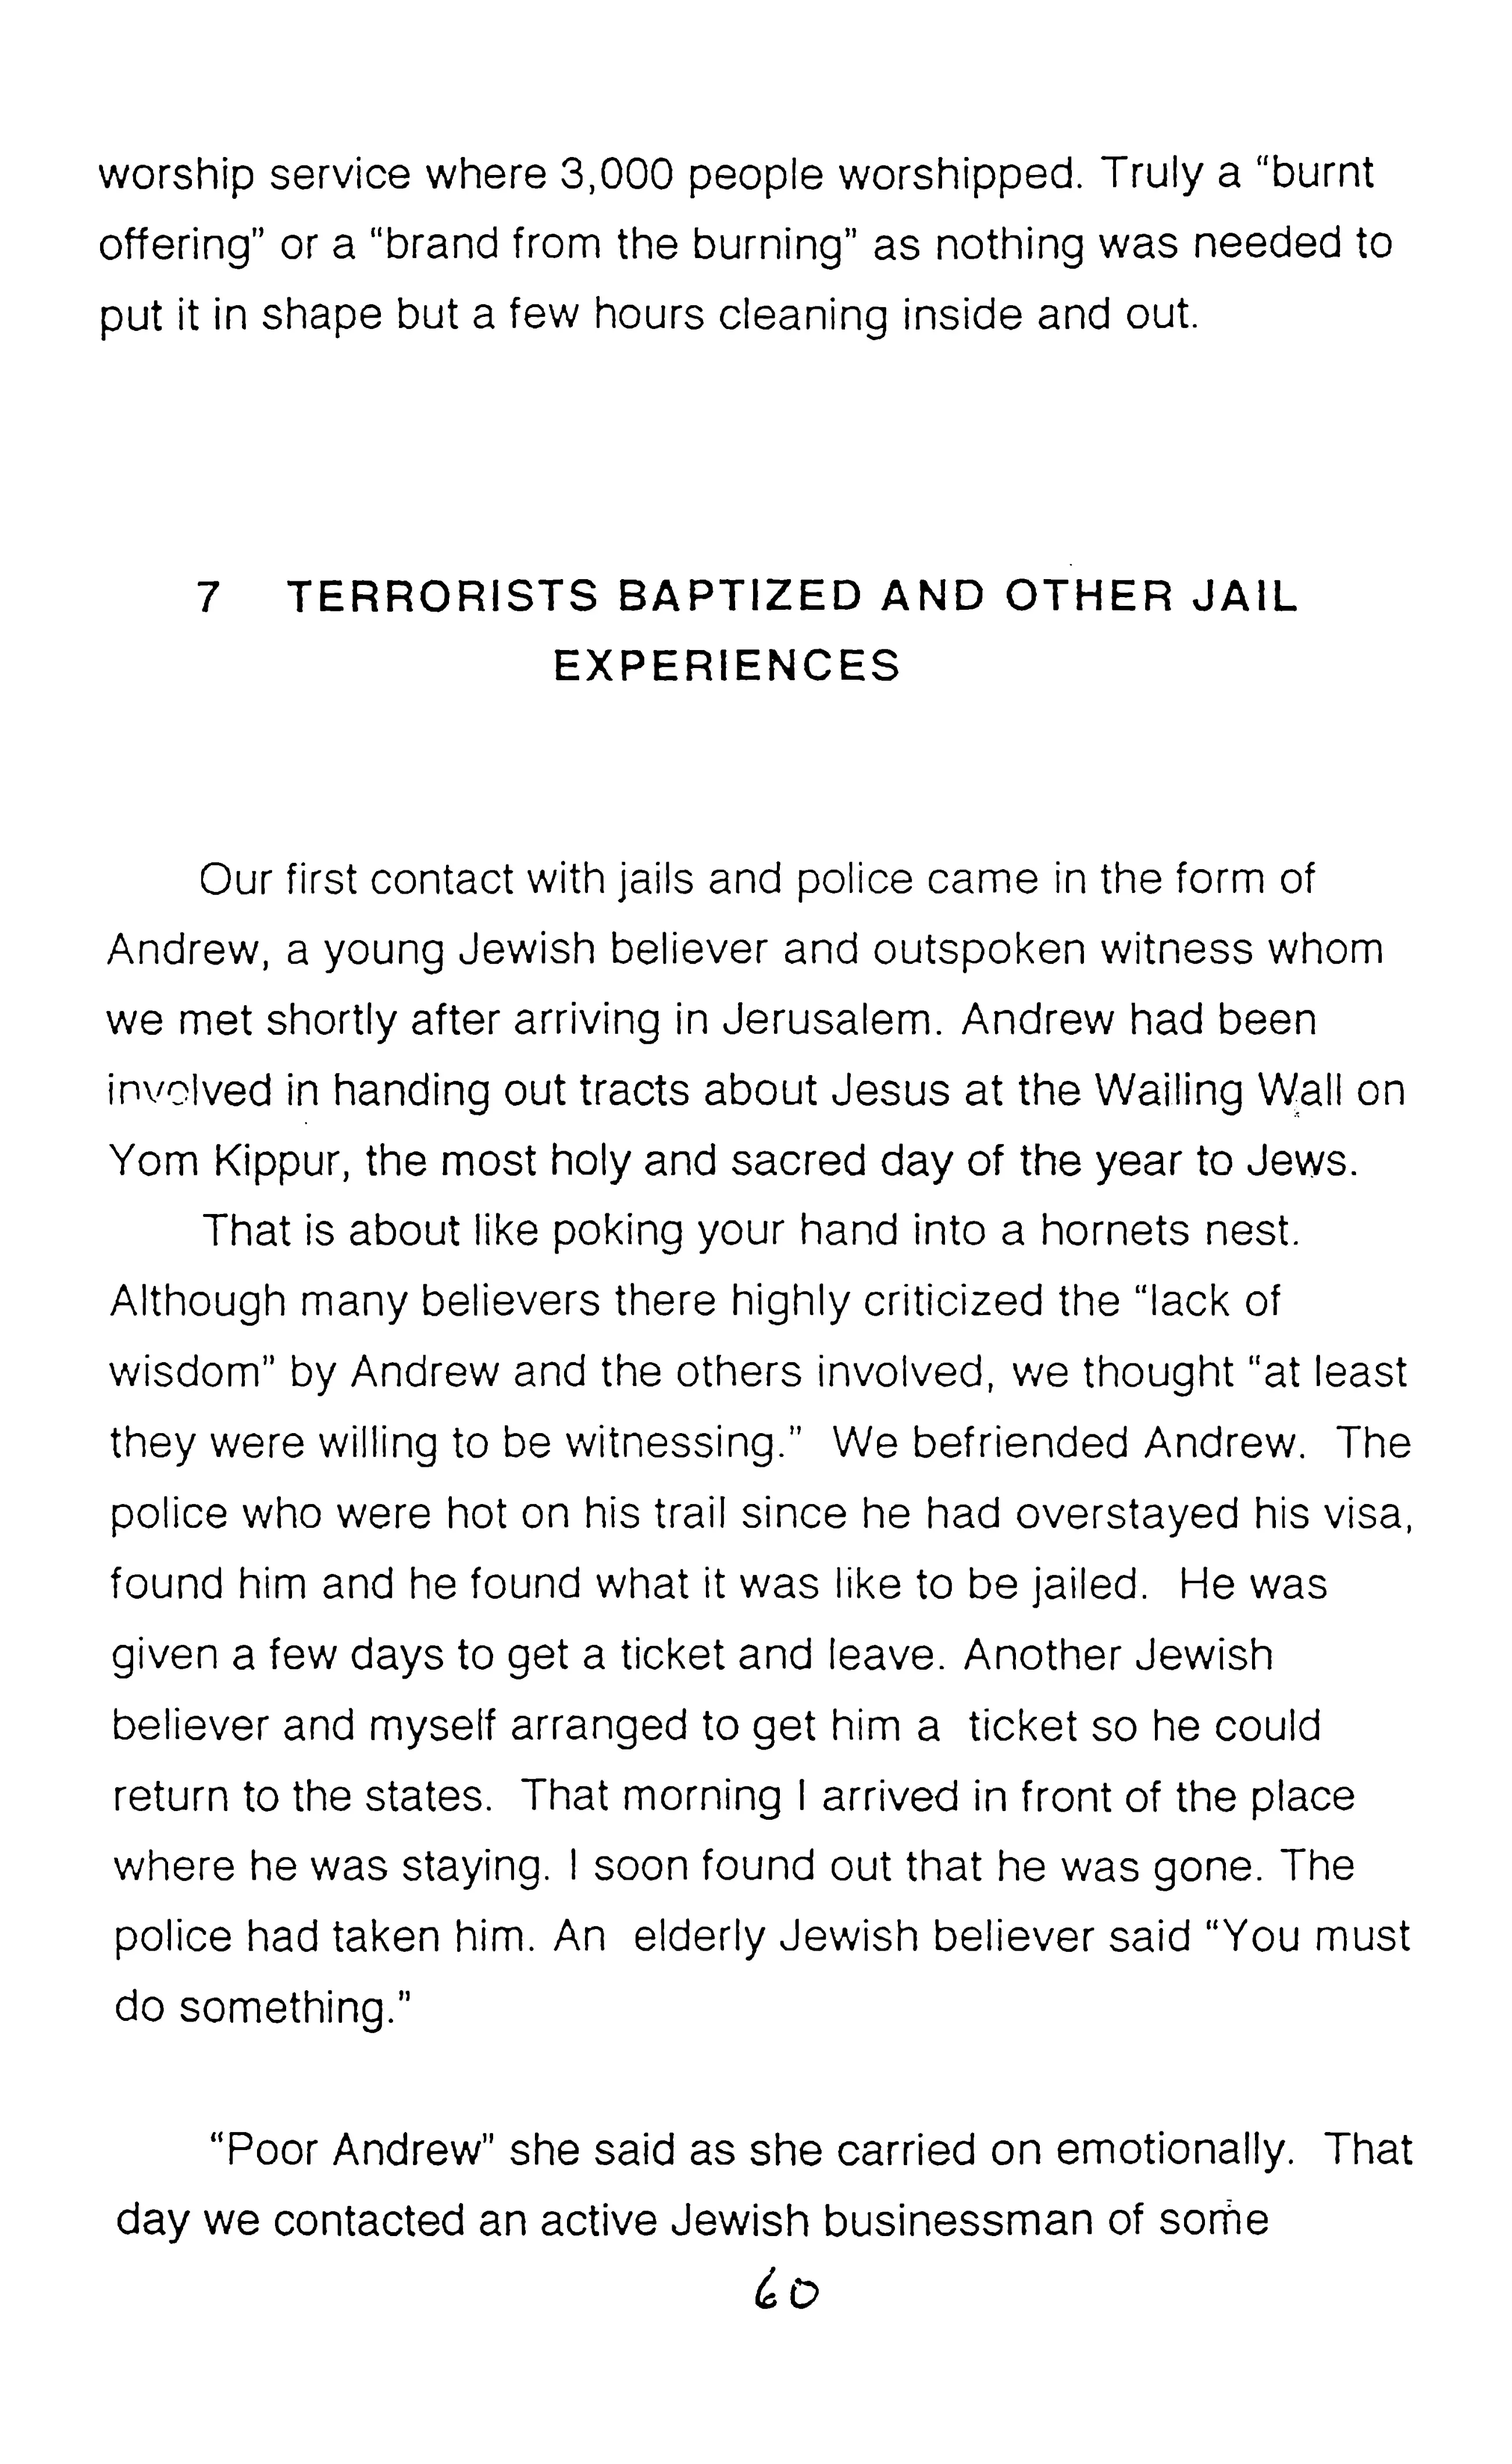 worship service where 3,000 people worshipped. Truly a "burnt
offering" or a "brand from the burning" as nothing was needed to
put it in shape but a few hours cleaning inside and out.
7 TERRORISTS BAPTIZED AND OTHER JAIL
EXPERIENCES
Our first contact with jails and police came in the form of
Andrew, a young Jewish believer and outspoken witness whom
we met shortly after arriving in Jerusalem. Andrew had been
involved in handing out tracts about Jesus at the Wailing Wall on
Yom Kippur, the most holy and sacred day of the year to Jews.
That is about like poking your hand into a hornets nest.
Although many believers there highly criticized the "lack of
wisdom" by Andrew and the others involved, we thought "at least
they were willing to be witnessing." We befriended Andrew. The
police who were hot on his trail since he had overstayed his visa,
found him and he found what it was like to be jailed. He was
given a few days to get a ticket and leave. Another Jewish
believer and myself arranged to get him a ticket so he could
return to the states. That morning I arrived in front of the place
where he was staying. I soon found out that he was gone. The
police had taken him. An elderly Jewish believer said "You must
do something."
"Poor Andrew" she said as she carried on emotionally. That
day we contacted an active Jewish businessman of some
60